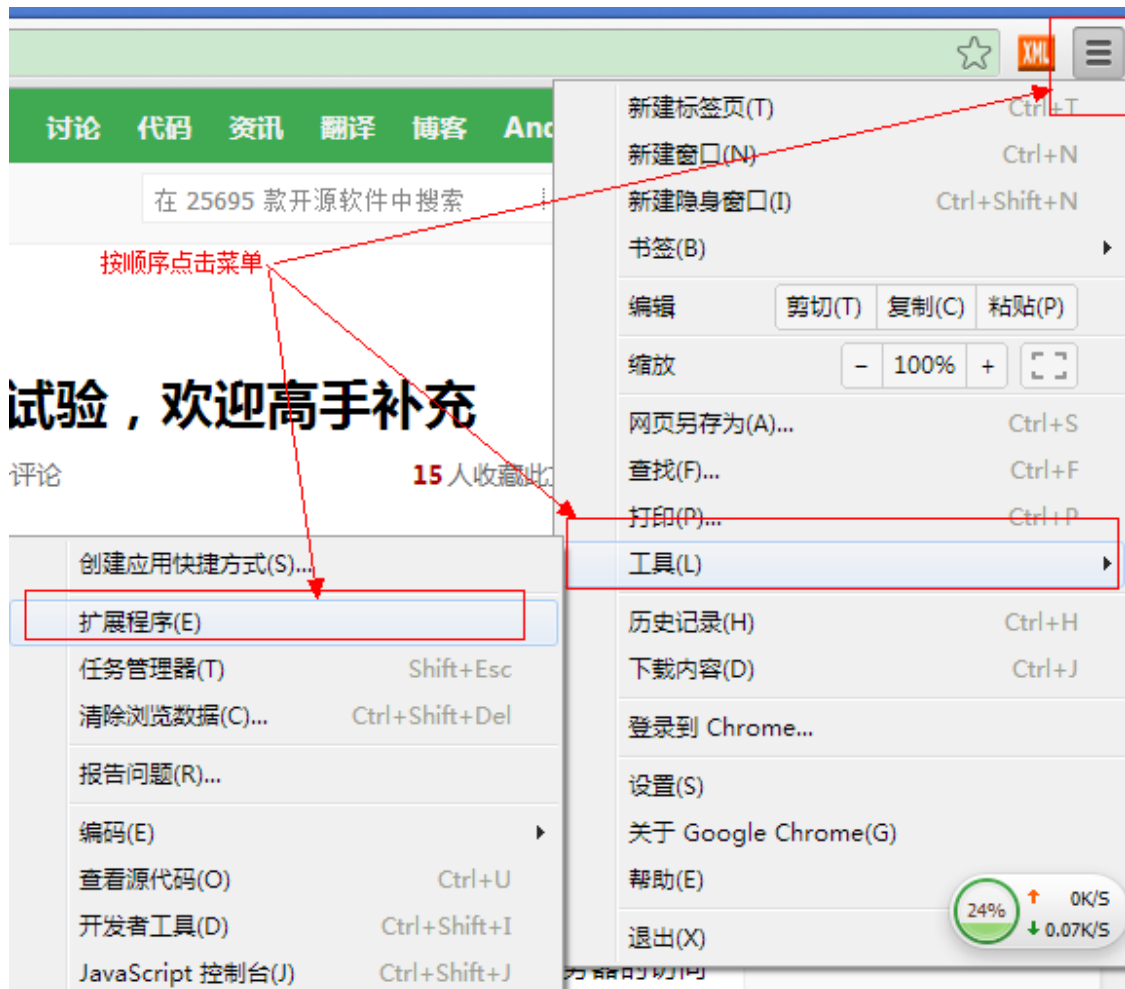 XML
讨论 代码 资讯 翻译 博客 And
在 25695 款开源软件中搜索
按顺序点击菜单
试验，欢迎高手补充
评论 15 人收藏此
新建标签页(T) Ctrl+T
新建窗口(N) Ctrl+N
新建隐身窗口(I) Ctrl+Shift+N
书签(B)
编辑 剪切(T) 复制(C) 粘贴(P)
缩放 - 100% +
网页另存为(A)... Ctrl+S
查找(F)... Ctrl+F
打印(P)... Ctrl+P
工具(L)
历史记录(H) Ctrl+H
下载内容(D) Ctrl+J
登录到 Chrome...
设置(S)
关于 Google Chrome(G)
帮助(E)
退出(X)
创建应用快捷方式(S)...
扩展程序(E)
任务管理器(T) Shift+Esc
清除浏览数据(C)... Ctrl+Shift+Del
报告问题(R)...
编码(E)
查看源代码(O) Ctrl+U
开发者工具(D) Ctrl+Shift+I
JavaScript 控制台(J) Ctrl+Shift+J
24% 0K/S
0.07K/S
器的访问